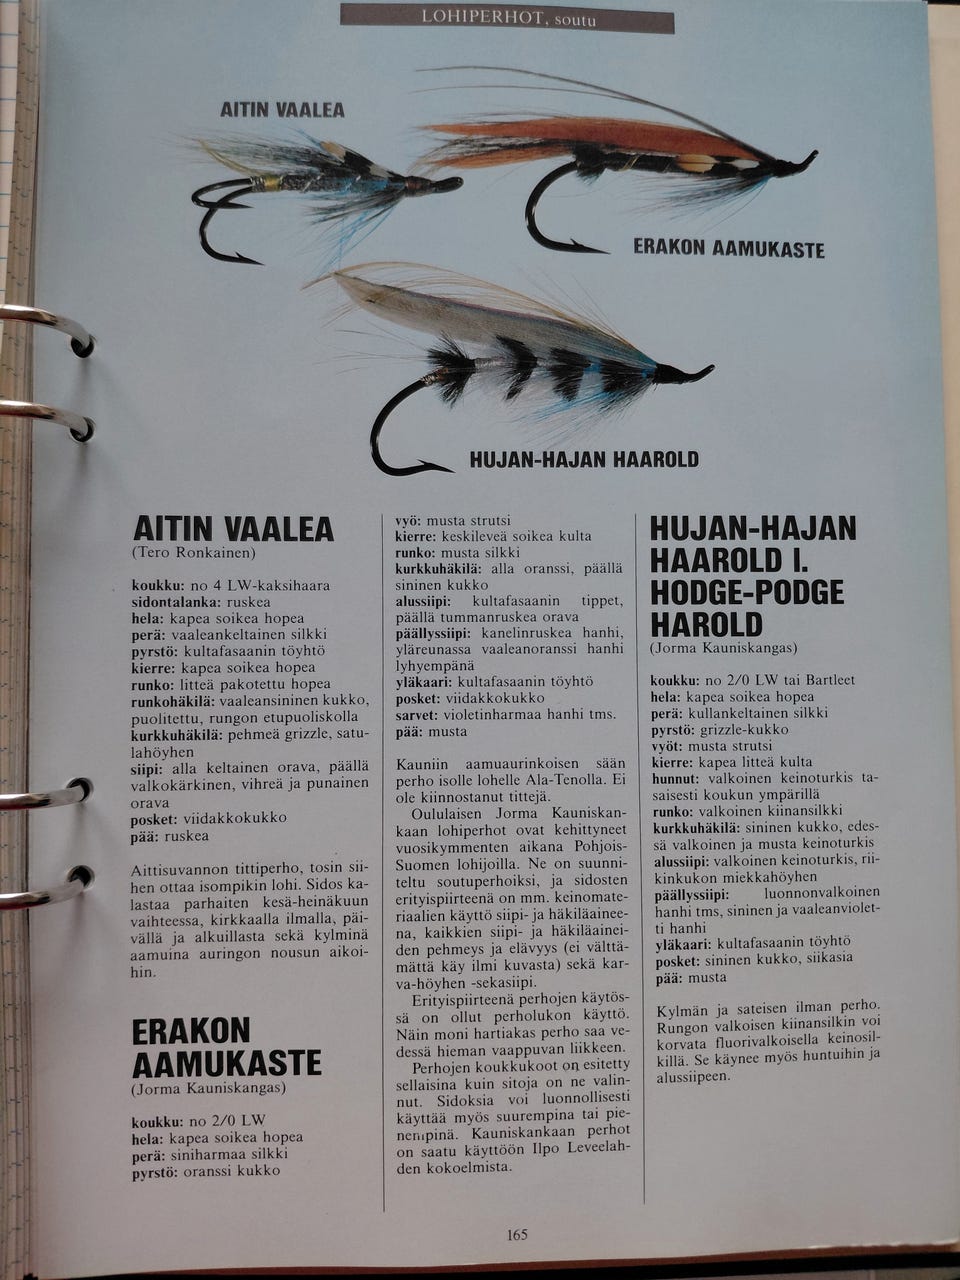 LOHIPERHOT, soutu
AITIN VAALEA
ERAKON AAMUKASTE
HUJAN-HAJAN HAAROLD
AITIN VAALEA
(Tero Ronkainen)
koukku: no 4 LW-kaksihaara
sidontalanka: ruskea
hela: kapea soikea hopea
perä: vaaleankeltainen silkki
pyrstö: kultafasaanin töyhtö
kierre: kapea soikea hopea
runko: litteä pakotettu hopea
runkohäkilä: vaaleansininen kukko,
puolitettu, rungon etupuoliskolla
kurkkuhäkilä: pehmeä grizzle, satu-
lahöyhen
siipi: alla keltainen orava, päällä
valkokärkinen, vihreä ja punainen
orava
posket: viidakkokukko
pää: ruskea
Aittisuvannon tittiperho, tosin sii-
hen ottaa isompikin lohi. Sidos ka-
lastaa parhaiten kesä-heinäkuun
vaihteessa, kirkkaalla ilmalla, päi-
vällä ja alkuillasta sekä kylminä
aamuina auringon nousun aikoi-
hin.
ERAKON
AAMUKASTE
(Jorma Kauniskangas)
koukku: no 2/0 LW
hela: kapea soikea hopea
perä: siniharmaa silkki
pyrstö: oranssi kukko
vyö: musta strutsi
kierre: keskileveä soikea kulta
runko: musta silkki
kurkkuhäkilä: alla oranssi, päällä
sininen kukko
alussiipi: kultafasaanin tippet,
päällä tummanruskea orava
päällyssiipi: kanelinruskea hanhi,
yläreunassa vaaleanoranssi hanhi
lyhyempänä
yläkaari: kultafasaanin töyhtö
posket: viidakkokukko
sarvet: violetinharmaa hanhi tms.
pää: musta
Kauniin aamuaurinkoisen sään
perho isolle lohelle Ala-Tenolla. Ei
ole kiinnostanut tittejä.
Oululaisen Jorma Kauniskan-
kaan lohiperhot ovat kehittyneet
vuosikymmenten aikana Pohjois-
Suomen lohijoilla. Ne on suunni-
teltu soutuperhoiksi, ja sidosten
erityispiirteenä on mm. keinomate-
riaalien käyttö siipi- ja häkiläainee-
na, kaikkien siipi- ja häkiläainei-
den pehmeys ja elävyys (ei välttä-
mättä käy ilmi kuvasta) sekä kar-
va-höyhen -sekasiipi.
Erityispiirteenä perhojen käytös-
sä on ollut perholukon käyttö.
Näin moni hartiakas perho saa ve-
dessä hieman vaappuvan liikkeen.
Perhojen koukkukoot on esitetty
sellaisina kuin sitoja on ne valin-
nut. Sidoksia voi luonnollisesti
käyttää myös suurempina tai pie-
nempinä. Kauniskankaan perhot
on saatu käyttöön Ilpo Leveelah-
den kokoelmista.
HUJAN-HAJAN
HAAROLD I.
HODGE-PODGE
HAROLD
(Jorma Kauniskangas)
koukku: no 2/0 LW tai Bartleet
hela: kapea soikea hopea
perä: kullankeltainen silkki
pyrstö: grizzle-kukko
vyöt: musta strutsi
kierre: kapea litteä kulta
hunnut: valkoinen keinoturkis ta-
saisesti koukun ympärillä
runko: valkoinen kiinansilkki
kurkkuhäkilä: sininen kukko, edes-
sä valkoinen ja musta keinoturkis
alussiipi: valkoinen keinoturkis, rii-
kinkukon miekkahöyhen
päällyssiipi: luonnonvalkoinen
hanhi tms, sininen ja vaaleanviolet-
ti hanhi
yläkaari: kultafasaanin töyhtö
posket: sininen kukko, siikasia
pää: musta
Kylmän ja sateisen ilman perho.
Rungon valkoisen kiinansilkin voi
korvata fluorivalkoisella keinosil-
killä. Se käynee myös huntuihin ja
alussiipeen.
165